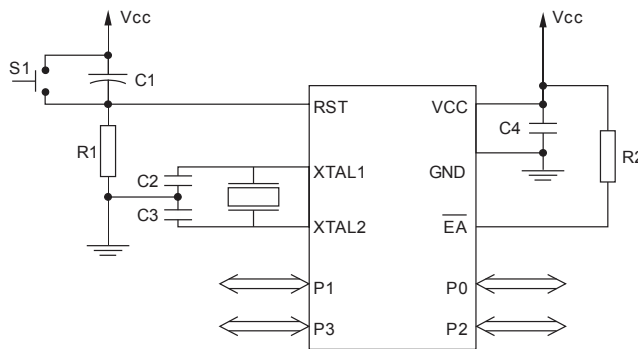 Vcc
Vcc
S1
C1
RST
VCC
C4
R1
R2
C2
XTAL1
GND
C3
XTAL2
EA
P1
P0
P3
P2